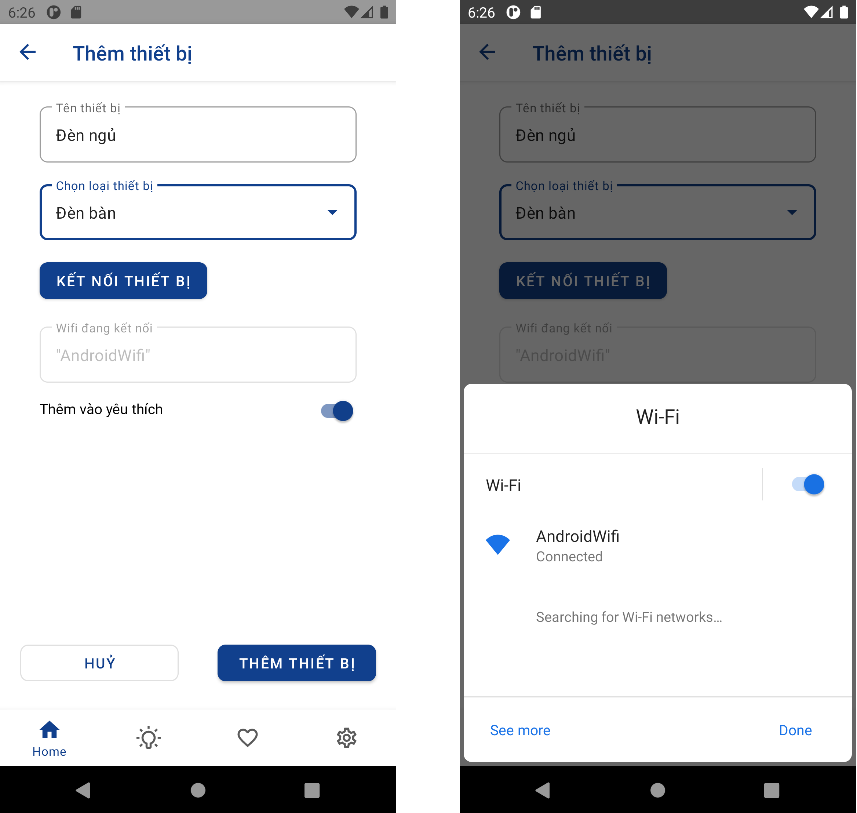 6:26
Thêm thiết bị
Tên thiết bị
Đèn ngủ
Chọn loại thiết bị
Đèn bàn
KẾT NỐI THIẾT BỊ
Wifi đang kết nối
"AndroidWifi"
Thêm vào yêu thích
HUỶ
THÊM THIẾT BỊ
Home
6:26
Thêm thiết bị
Tên thiết bị
Đèn ngủ
Chọn loại thiết bị
Đèn bàn
KẾT NỐI THIẾT BỊ
Wifi đang kết nối
"AndroidWifi"
Wi-Fi
Wi-Fi
AndroidWifi
Connected
Searching for Wi-Fi networks…
See more
Done